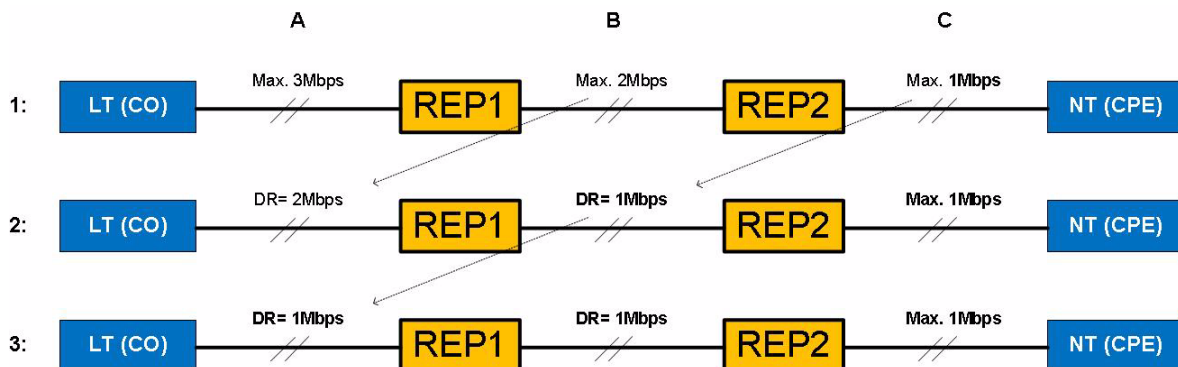 A B C
Max. 3Mbps Max. 2Mbps Max. 1Mbps
1: LT (CO) REP1 REP2 NT (CPE)
DR= 2Mbps DR= 1Mbps Max. 1Mbps
2: LT (CO) REP1 REP2 NT (CPE)
DR= 1Mbps DR= 1Mbps Max. 1Mbps
3: LT (CO) REP1 REP2 NT (CPE)